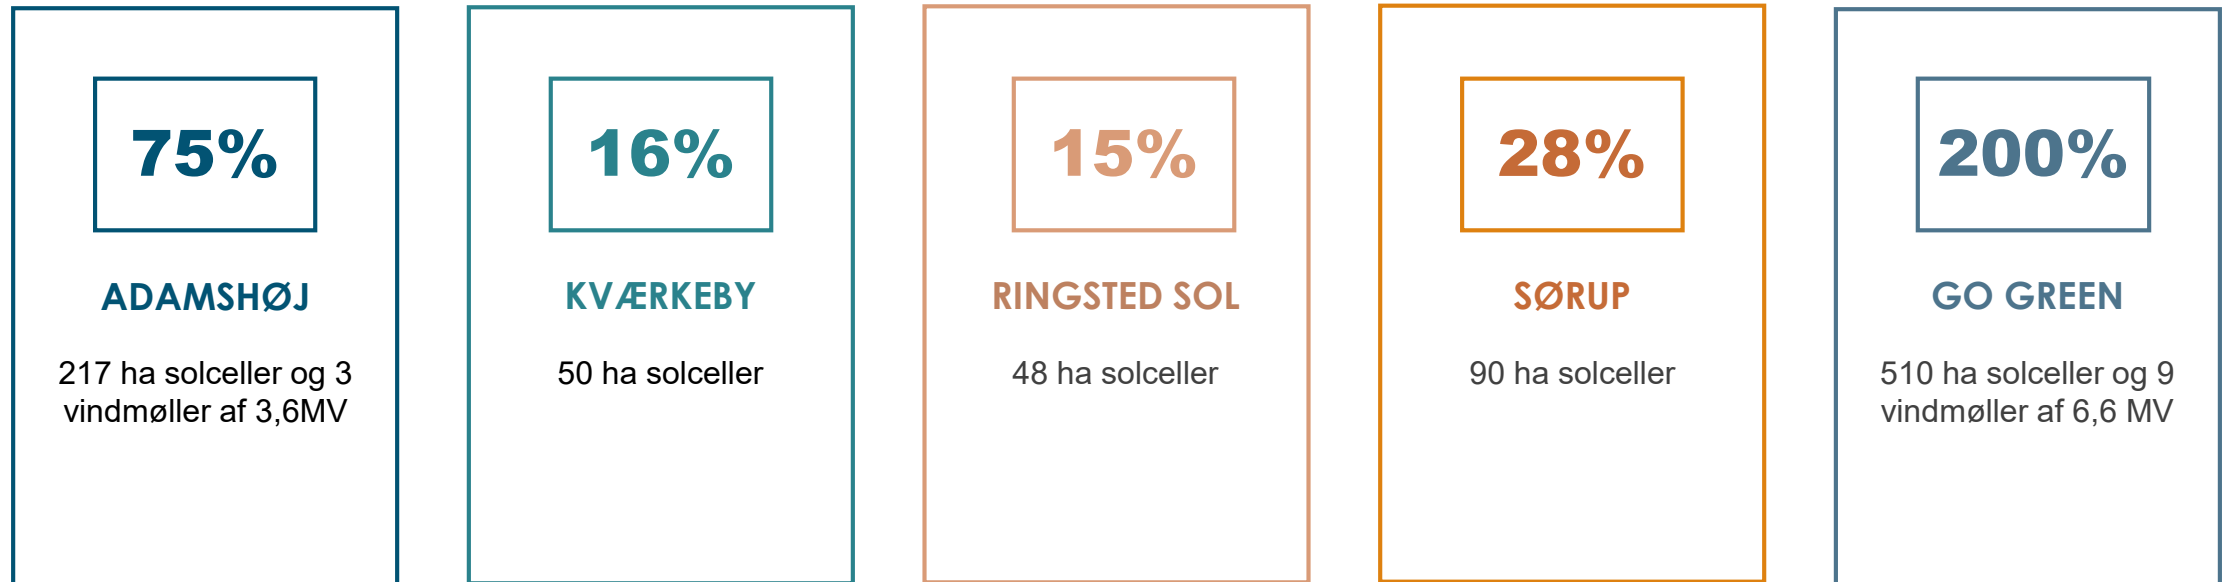 75%
ADAMSHØJ
217 ha solceller og 3
vindmøller af 3,6MV
16%
KVÆRKEBY
50 ha solceller
15%
RINGSTED SOL
48 ha solceller
28%
SØRUP
90 ha solceller
200%
GO GREEN
510 ha solceller og 9
vindmøller af 6,6 MV